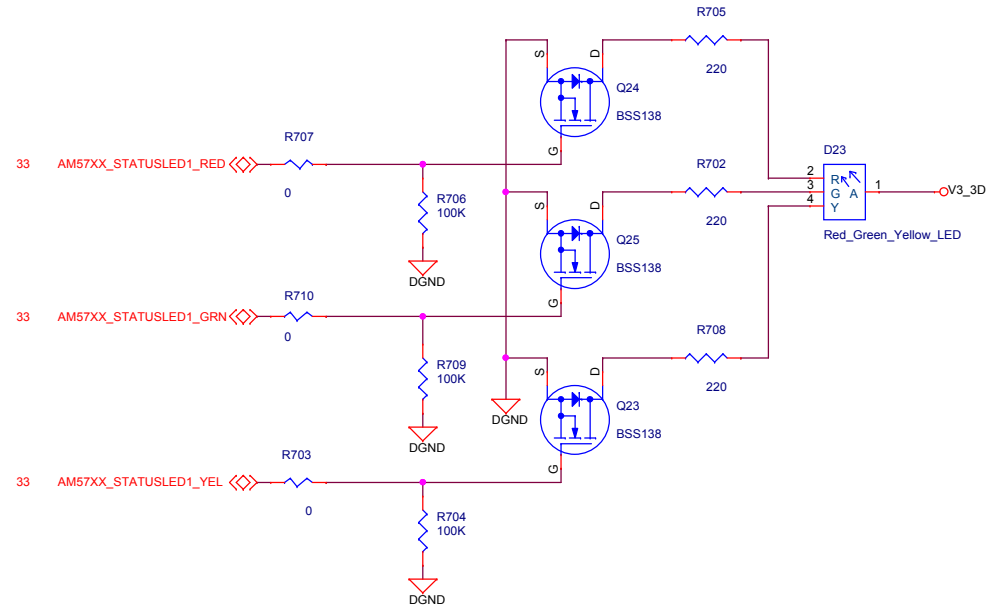 R705
220
S
D
Q24
BSS138
G
33 AM57XX_STATUSLED1_RED
R707
0
R706
100K
DGND
R702
220
D23
2
3
4
R
G
Y
A
1
V3_3D
Red_Green_Yellow_LED
S
D
Q25
BSS138
G
33 AM57XX_STATUSLED1_GRN
R710
0
R709
100K
DGND
R708
220
DGND
S
D
Q23
BSS138
G
33 AM57XX_STATUSLED1_YEL
R703
0
R704
100K
DGND